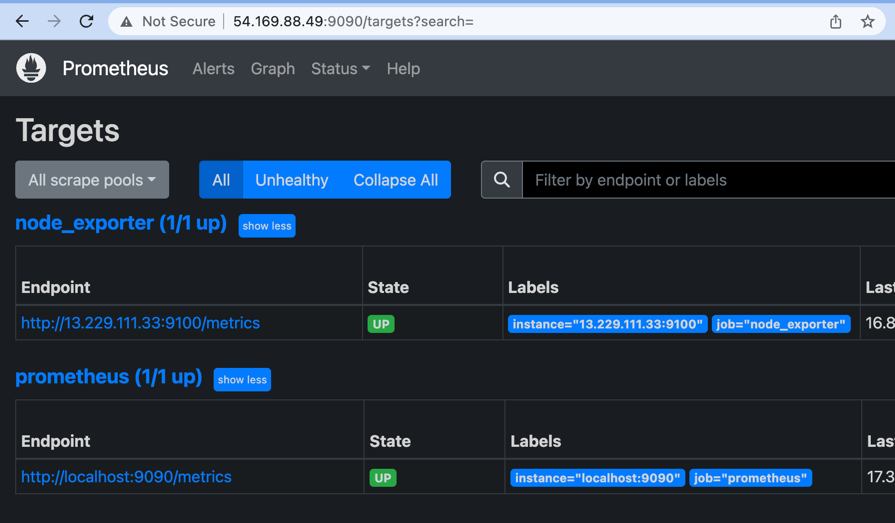 Not Secure 54.169.88.49:9090/targets?search=
Prometheus Alerts Graph Status Help
Targets
All scrape pools All Unhealthy Collapse All Filter by endpoint or labels
node_exporter (1/1 up) show less
Endpoint State Labels Las
http://13.229.111.33:9100/metrics UP instance="13.229.111.33:9100" job="node_exporter" 16.8
prometheus (1/1 up) show less
Endpoint State Labels Las
http://localhost:9090/metrics UP instance="localhost:9090" job="prometheus" 17.3